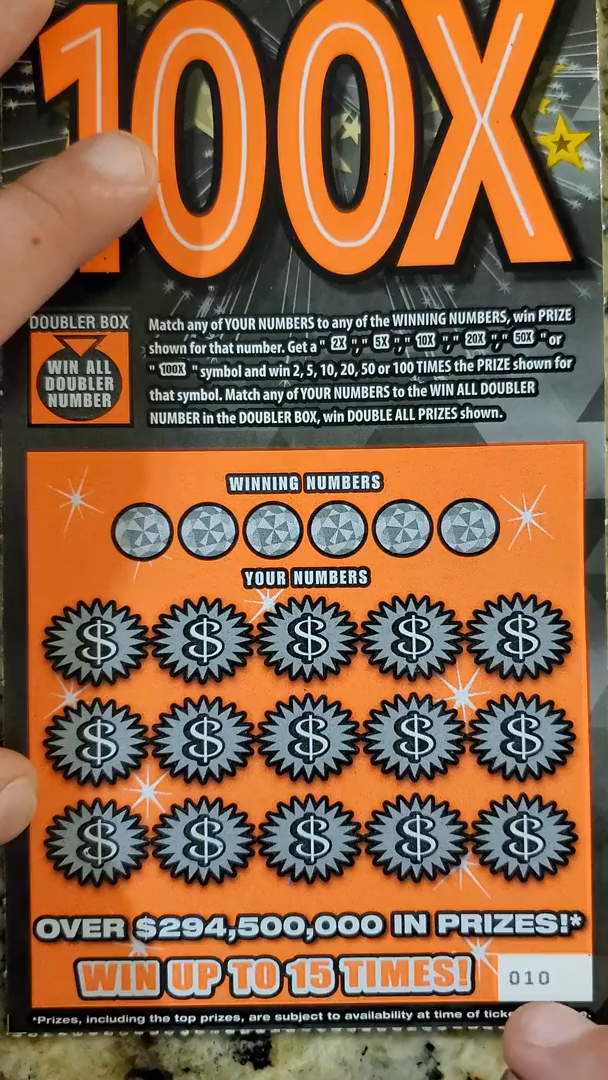 100X
DOUBLER BOX
WIN ALL
DOUBLER
NUMBER
Match any of YOUR NUMBERS to any of the WINNING NUMBERS, win PRIZE
shown for that number. Get a " 2X "," 5X "," 10X "," 20X "," 50X " or
" 100X " symbol and win 2, 5, 10, 20, 50 or 100 TIMES the PRIZE shown for
that symbol. Match any of YOUR NUMBERS to the WIN ALL DOUBLER
NUMBER in the DOUBLER BOX, win DOUBLE ALL PRIZES shown.
WINNING NUMBERS
YOUR NUMBERS
$ $ $ $ $
$ $ $ $ $
$ $ $ $ $
OVER $294,500,000 IN PRIZES!*
WIN UP TO 15 TIMES!
010
*Prizes, including the top prizes, are subject to availability at time of